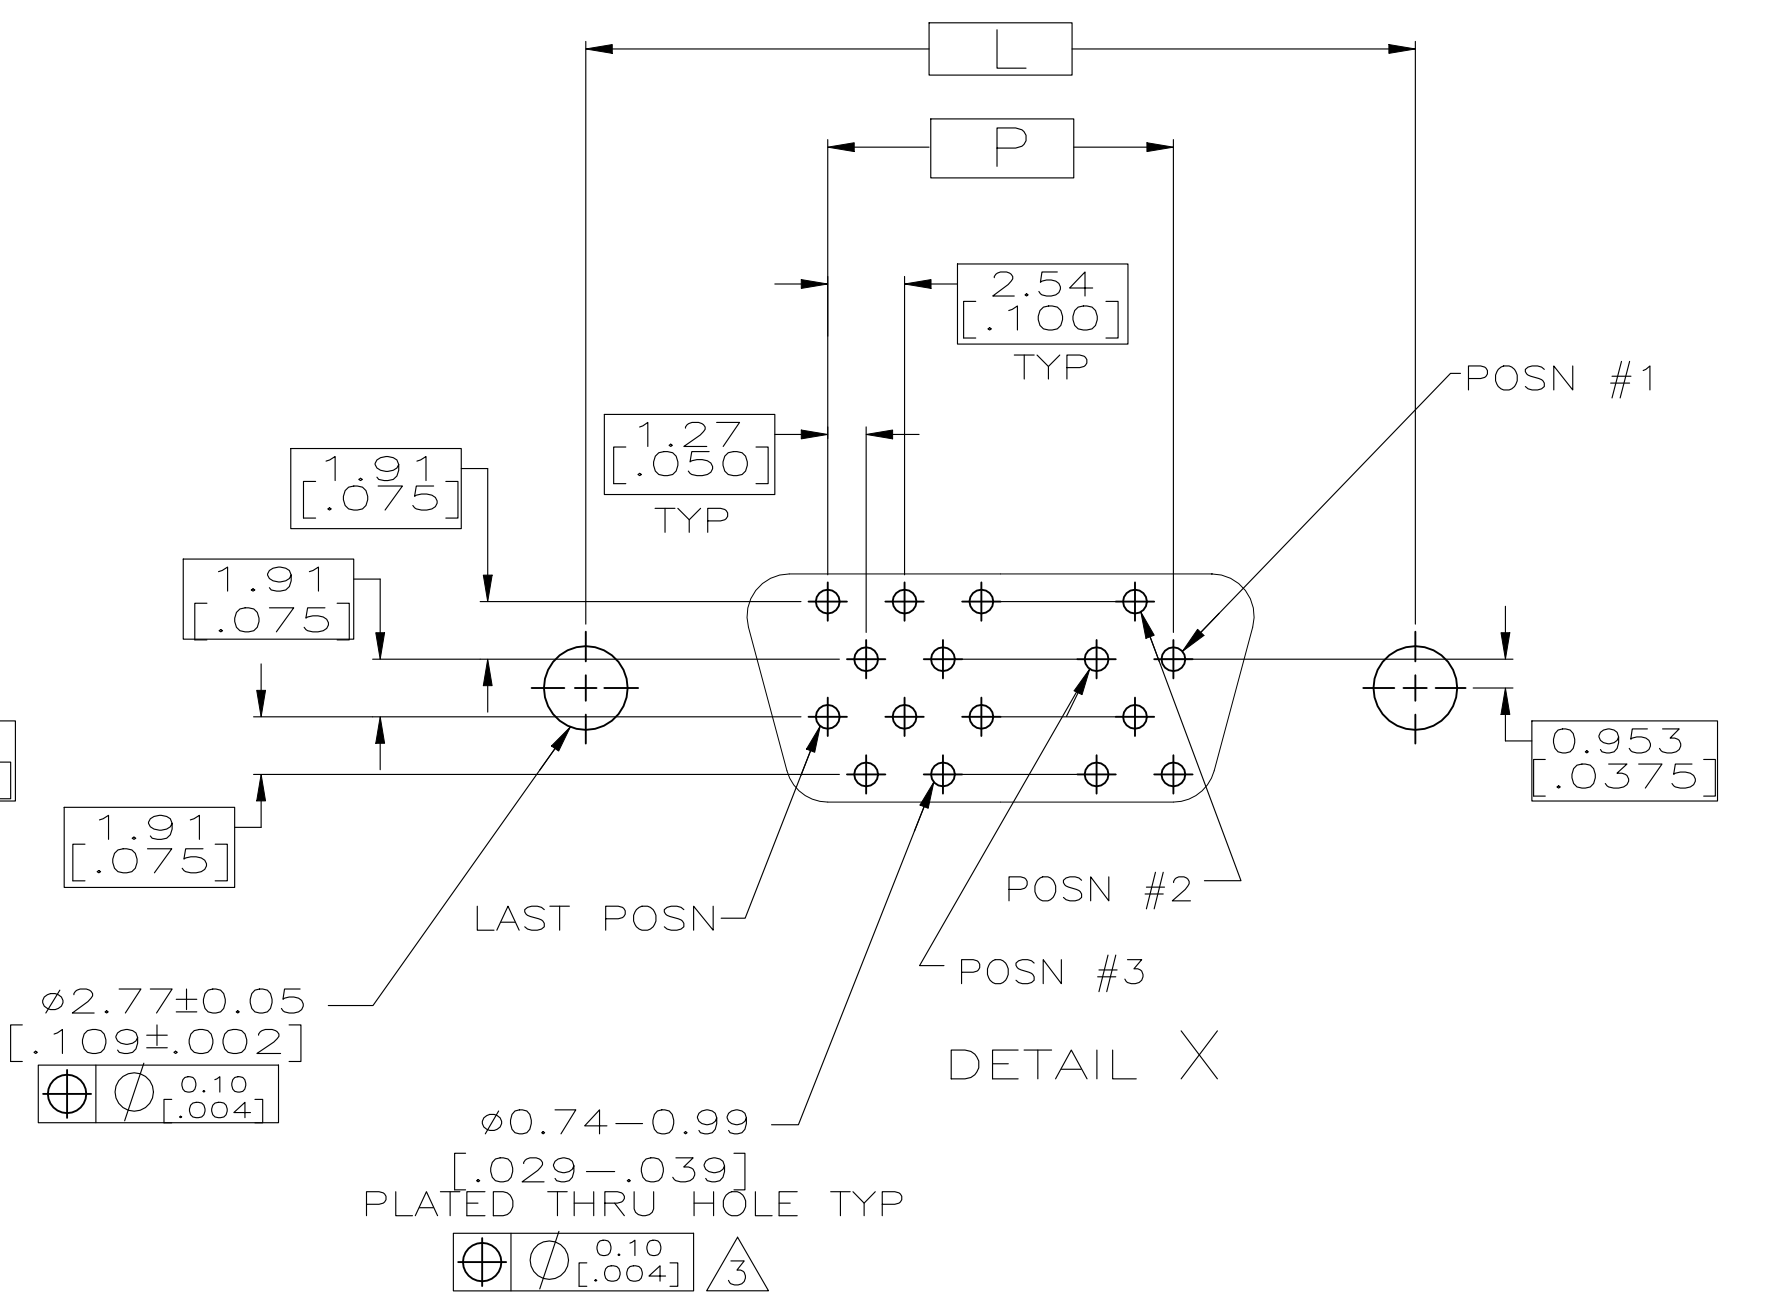 L
P
2.54
[.100]
TYP
POSN #1
1.27
[.050]
TYP
1.91
[.075]
1.91
[.075]
0.953
[.0375]
1.91
[.075]
POSN #2
LAST POSN
POSN #3
⌀2.77±0.05
[.109±.002]
⌖ ⌀ 0.10
[.004]
DETAIL X
⌀0.74-0.99
[.029-.039]
PLATED THRU HOLE TYP
⌖ ⌀ 0.10
[.004]
3